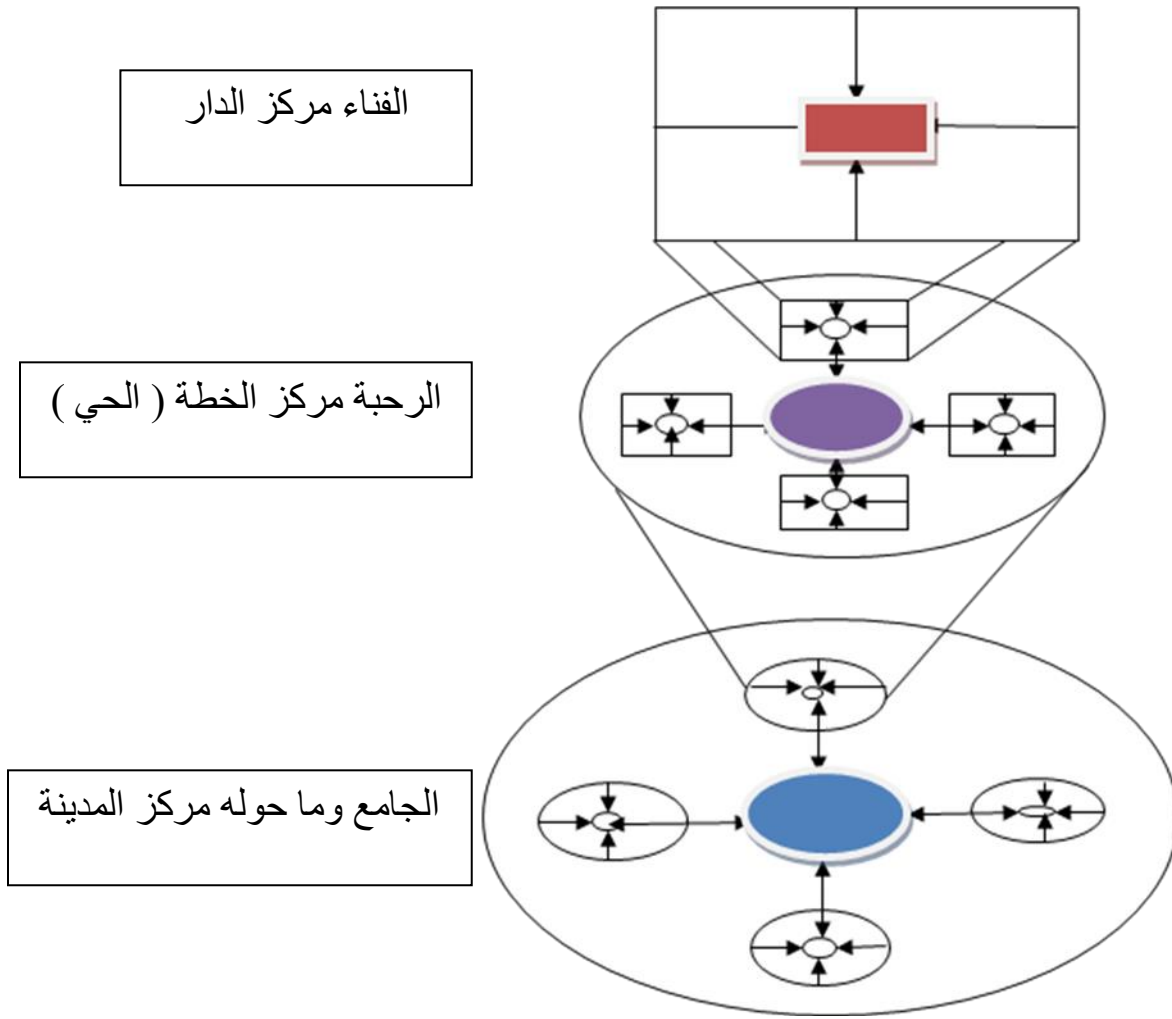 الفناء مركز الدار
الرحبة مركز الخطة ( الحي )
الجامع وما حوله مركز المدينة